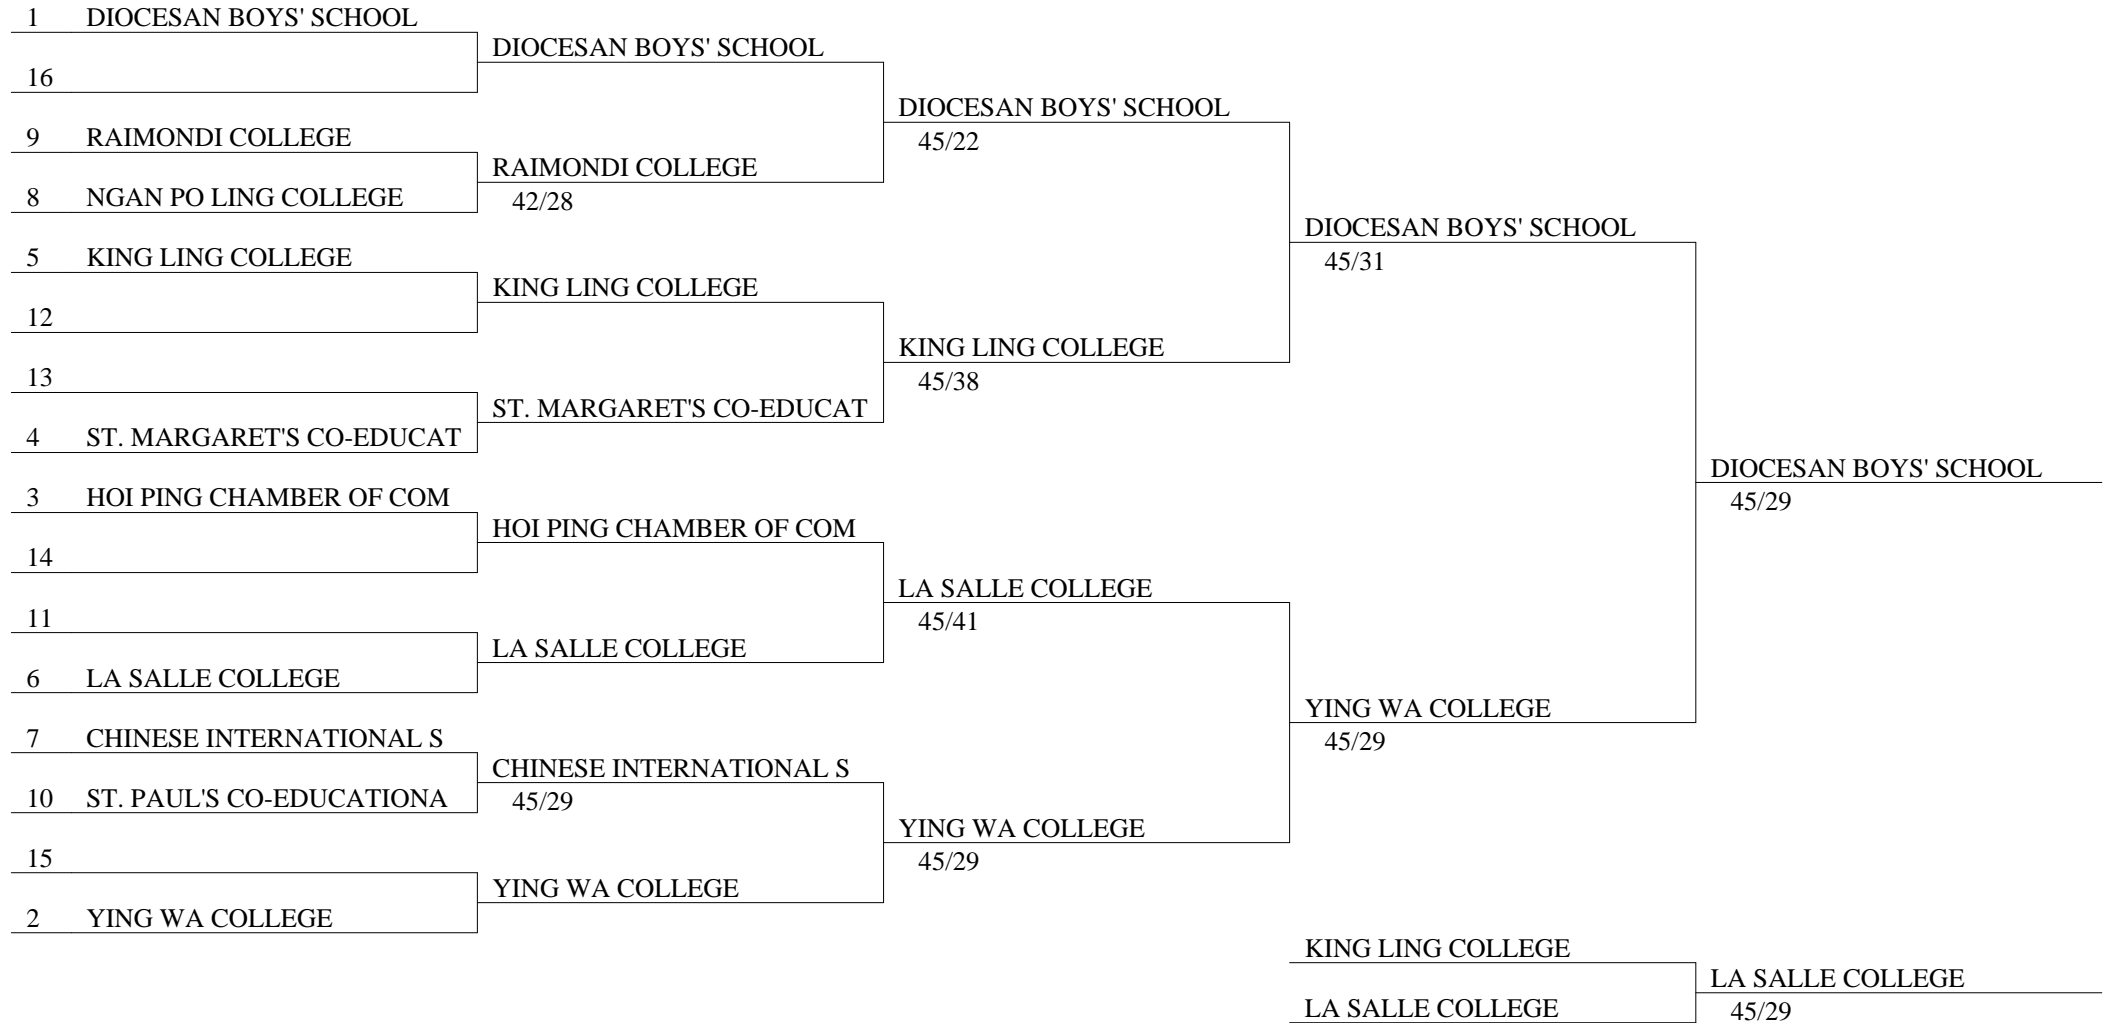 1 DIOCESAN BOYS' SCHOOL
16
9 RAIMONDI COLLEGE
8 NGAN PO LING COLLEGE
5 KING LING COLLEGE
12
13
4 ST. MARGARET'S CO-EDUCAT
3 HOI PING CHAMBER OF COM
14
11
6 LA SALLE COLLEGE
7 CHINESE INTERNATIONAL S
10 ST. PAUL'S CO-EDUCATIONA
15
2 YING WA COLLEGE
DIOCESAN BOYS' SCHOOL
RAIMONDI COLLEGE
42/28
KING LING COLLEGE
ST. MARGARET'S CO-EDUCAT
HOI PING CHAMBER OF COM
LA SALLE COLLEGE
CHINESE INTERNATIONAL S
45/29
YING WA COLLEGE
DIOCESAN BOYS' SCHOOL
45/22
KING LING COLLEGE
45/38
LA SALLE COLLEGE
45/41
YING WA COLLEGE
45/29
DIOCESAN BOYS' SCHOOL
45/31
YING WA COLLEGE
45/29
DIOCESAN BOYS' SCHOOL
45/29
KING LING COLLEGE
LA SALLE COLLEGE
LA SALLE COLLEGE
45/29